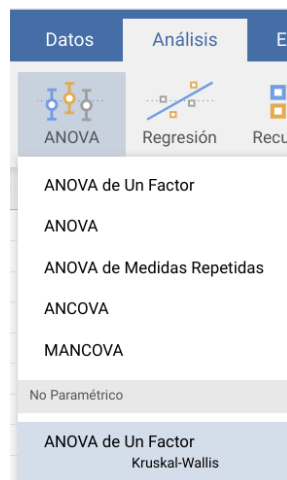 Datos Análisis E
ANOVA Regresión Recu
ANOVA de Un Factor
ANOVA
ANOVA de Medidas Repetidas
ANCOVA
MANCOVA
No Paramétrico
ANOVA de Un Factor
Kruskal-Wallis